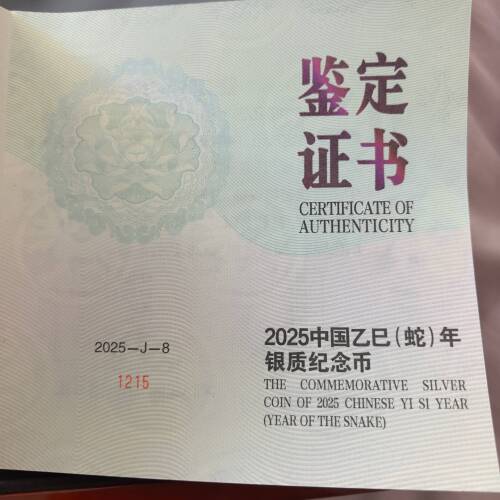 鉴定
证书
CERTIFICATE OF
AUTHENTICITY
2025-J-8
1215
2025中国乙巳(蛇)年
银质纪念币
THE COMMEMORATIVE SILVER
COIN OF 2025 CHINESE YI SI YEAR
(YEAR OF THE SNAKE)